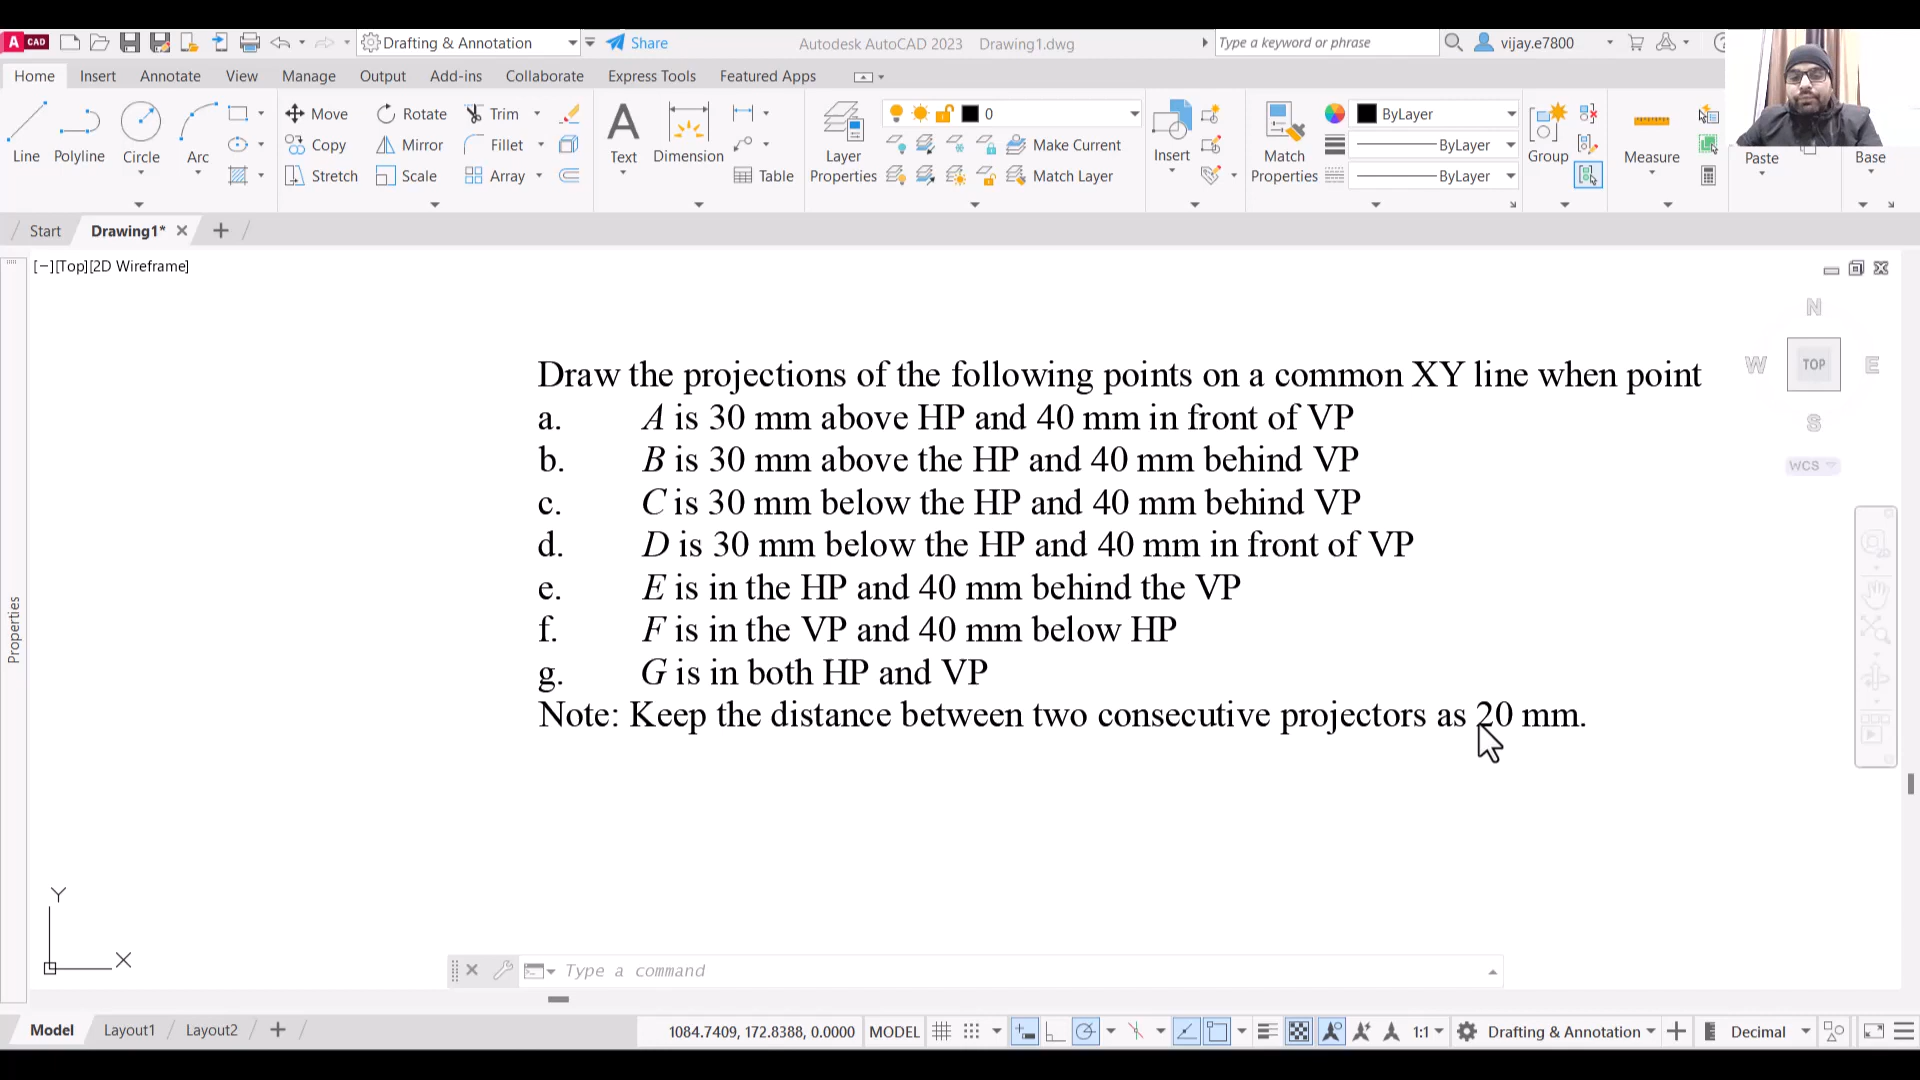 A CAD Drafting & Annotation Share Autodesk AutoCAD 2023 Drawing1.dwg Type a keyword or phrase vijay.e7800
Home Insert Annotate View Manage Output Add-ins Collaborate Express Tools Featured Apps
Line Polyline Circle Arc
Move Rotate Trim
Copy Mirror Fillet
Stretch Scale Array
Text Dimension Table
Layer Properties
0
Make Current
Match Layer
Insert
Match Properties
ByLayer
ByLayer
ByLayer
Group Measure Paste Base
Start Drawing1* +
[−][Top][2D Wireframe]
N
W TOP E
S
WCS
Draw the projections of the following points on a common XY line when point
a. A is 30 mm above HP and 40 mm in front of VP
b. B is 30 mm above the HP and 40 mm behind VP
c. C is 30 mm below the HP and 40 mm behind VP
d. D is 30 mm below the HP and 40 mm in front of VP
e. E is in the HP and 40 mm behind the VP
f. F is in the VP and 40 mm below HP
g. G is in both HP and VP
Note: Keep the distance between two consecutive projectors as 20 mm.
Properties
Y
X
Type a command
Model Layout1 Layout2 + 1084.7409, 172.8388, 0.0000 MODEL 1:1 Drafting & Annotation Decimal